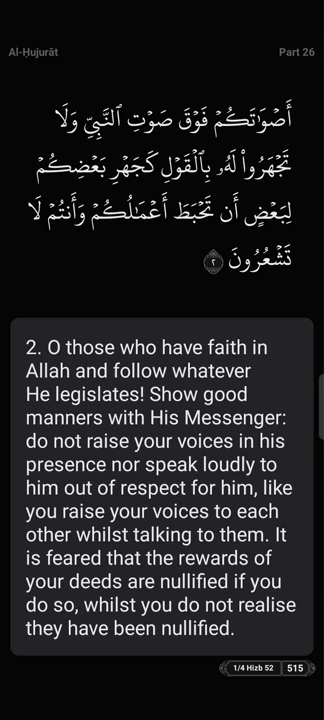 Al-Ḥujurāt
Part 26
أَصۡوَٰتَكُمۡ فَوۡقَ صَوۡتِ ٱلنَّبِيِّ وَلَا
تَجۡهَرُواْ لَهُۥ بِٱلۡقَوۡلِ كَجَهۡرِ بَعۡضِكُمۡ
لِبَعۡضٍ أَن تَحۡبَطَ أَعۡمَٰلُكُمۡ وَأَنتُمۡ لَا
تَشۡعُرُونَ ٢
2. O those who have faith in
Allah and follow whatever
He legislates! Show good
manners with His Messenger:
do not raise your voices in his
presence nor speak loudly to
him out of respect for him, like
you raise your voices to each
other whilst talking to them. It
is feared that the rewards of
your deeds are nullified if you
do so, whilst you do not realise
they have been nullified.
1/4 Hizb 52
515